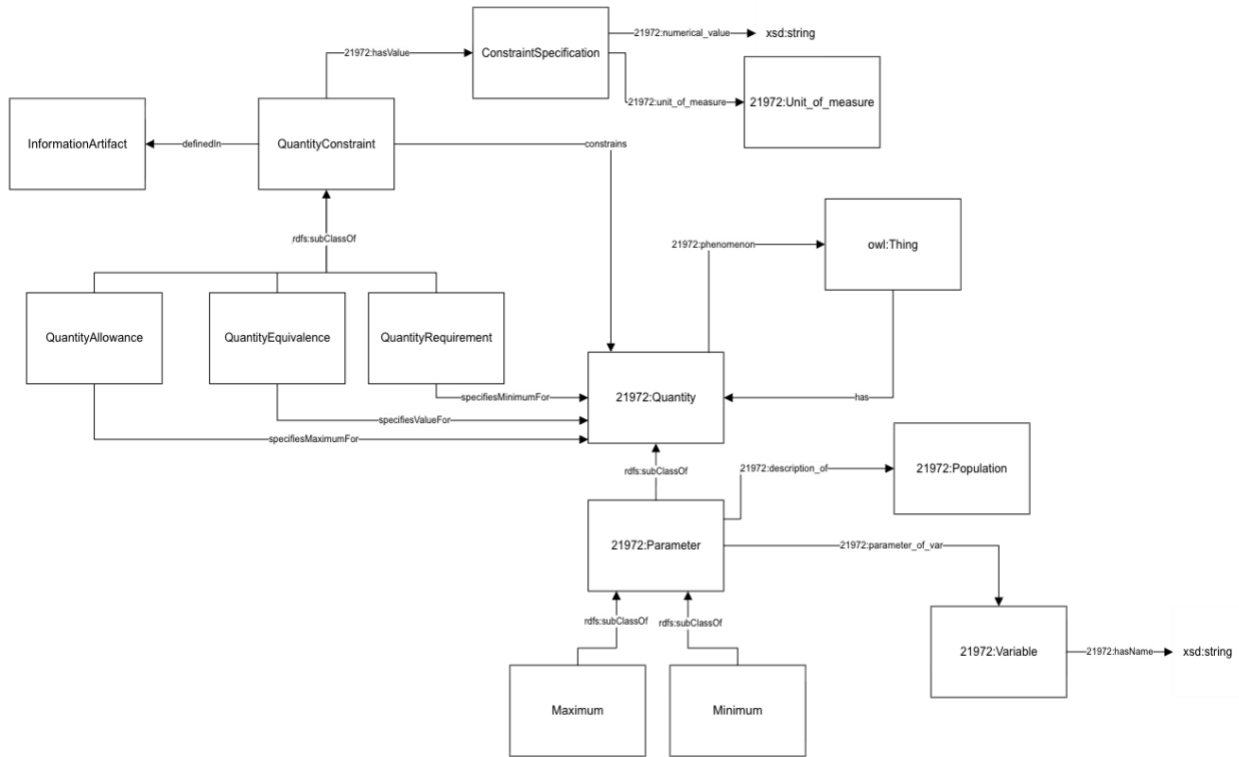 21972:numerical_value
xsd:string
21972:hasValue
ConstraintSpecification
21972:unit_of_measure
21972:Unit_of_measure
InformationArtifact
definedIn
QuantityConstraint
constrains
rdfs:subClassOf
21972:phenomenon
owl:Thing
QuantityAllowance
QuantityEquivalence
QuantityRequirement
specifiesMinimumFor
21972:Quantity
has
specifiesValueFor
specifiesMaximumFor
rdfs:subClassOf
21972:description_of
21972:Population
21972:Parameter
21972:parameter_of_var
rdfs:subClassOf
rdfs:subClassOf
21972:Variable
21972:hasName
xsd:string
Maximum
Minimum